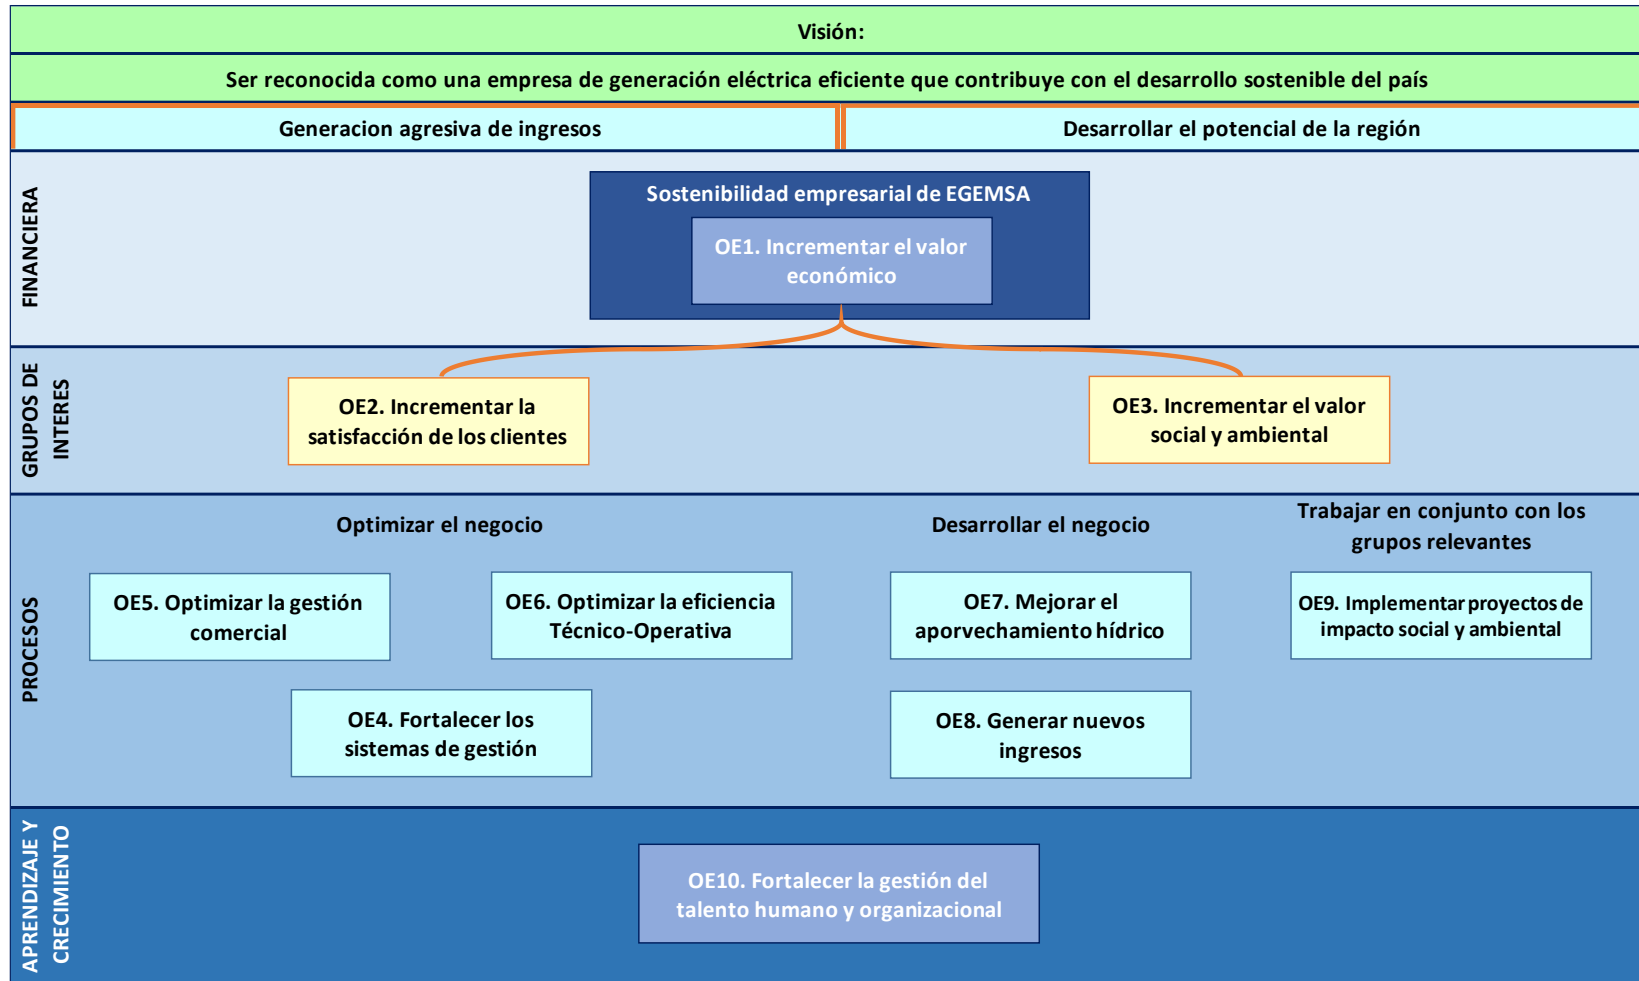 Visión:
Ser reconocida como una empresa de generación eléctrica eficiente que contribuye con el desarrollo sostenible del país
Generacion agresiva de ingresos
Desarrollar el potencial de la región
FINANCIERA
Sostenibilidad empresarial de EGEMSA
OE1. Incrementar el valor
económico
GRUPOS DE
INTERES
OE2. Incrementar la
satisfacción de los clientes
OE3. Incrementar el valor
social y ambiental
PROCESOS
Optimizar el negocio
Desarrollar el negocio
Trabajar en conjunto con los
grupos relevantes
OE5. Optimizar la gestión
comercial
OE6. Optimizar la eficiencia
Técnico-Operativa
OE7. Mejorar el
aporvechamiento hídrico
OE9. Implementar proyectos de
impacto social y ambiental
OE4. Fortalecer los
sistemas de gestión
OE8. Generar nuevos
ingresos
APRENDIZAJE Y
CRECIMIENTO
OE10. Fortalecer la gestión del
talento humano y organizacional